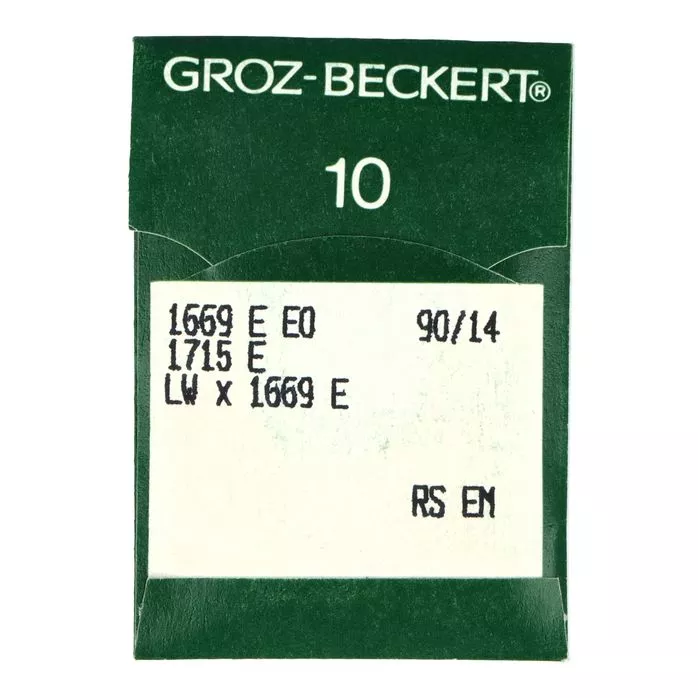 GROZ-BECKERT®
10
1669 E EO 90/14
1715 E
LW x 1669 E
RS EM